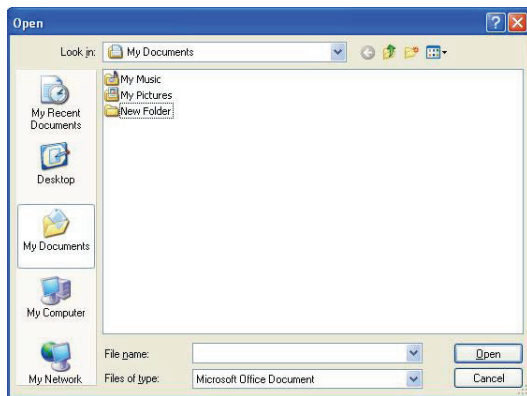 Open
Look in: My Documents
My Music
My Pictures
New Folder
My Recent
Documents
Desktop
My Documents
My Computer
My Network
File name:
Open
Files of type: Microsoft Office Document
Cancel